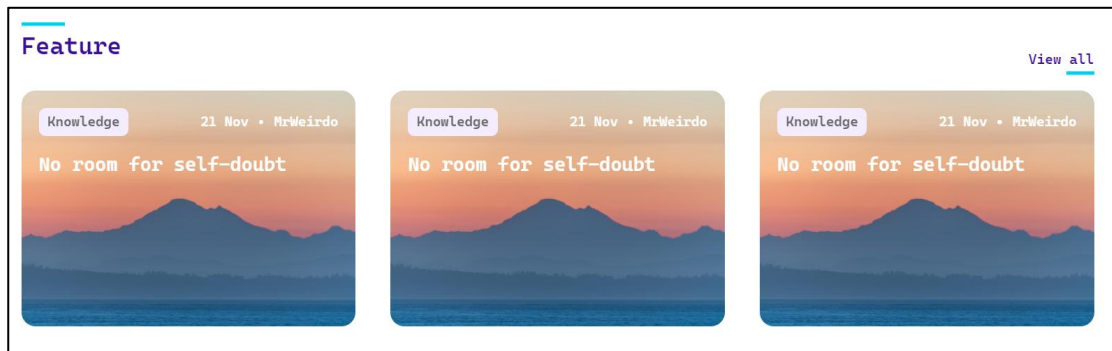 Feature
View all
Knowledge
21 Nov • MrWeirdo
No room for self-doubt
Knowledge
21 Nov • MrWeirdo
No room for self-doubt
Knowledge
21 Nov • MrWeirdo
No room for self-doubt